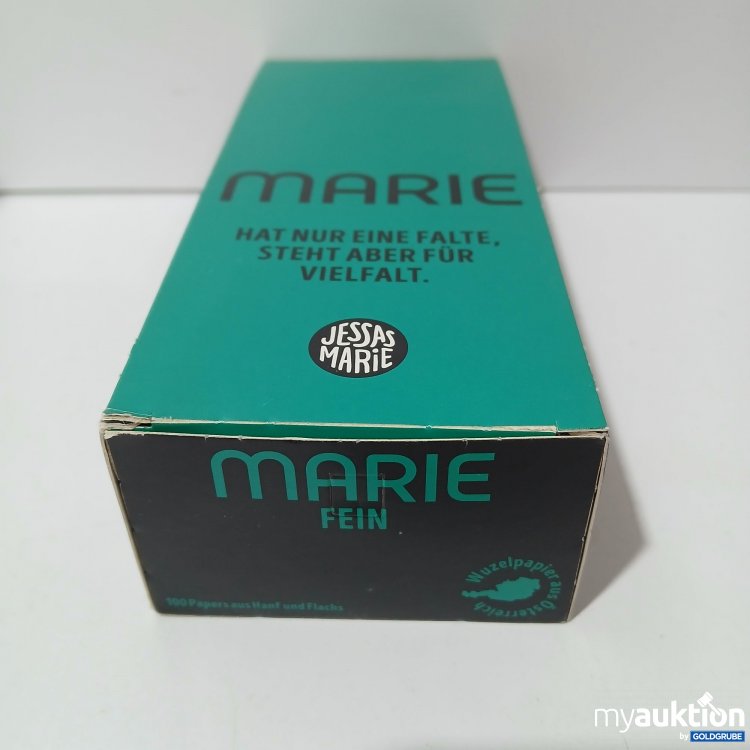 MARIE
HAT NUR EINE FALTE,
STEHT ABER FÜR
VIELFALT.
JESSAS
MARiE
MARIE
FEIN
100 Papers aus Hanf und Flachs
Wuzelpapier aus Österreich
myauktion
by GOLDGRUBE